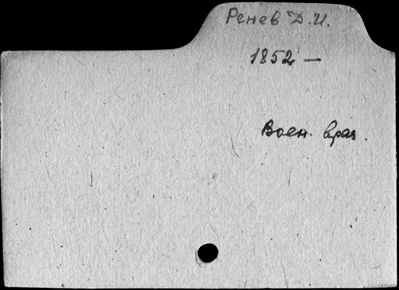 Ренев Д.И.
1852 —
Воен. врач.